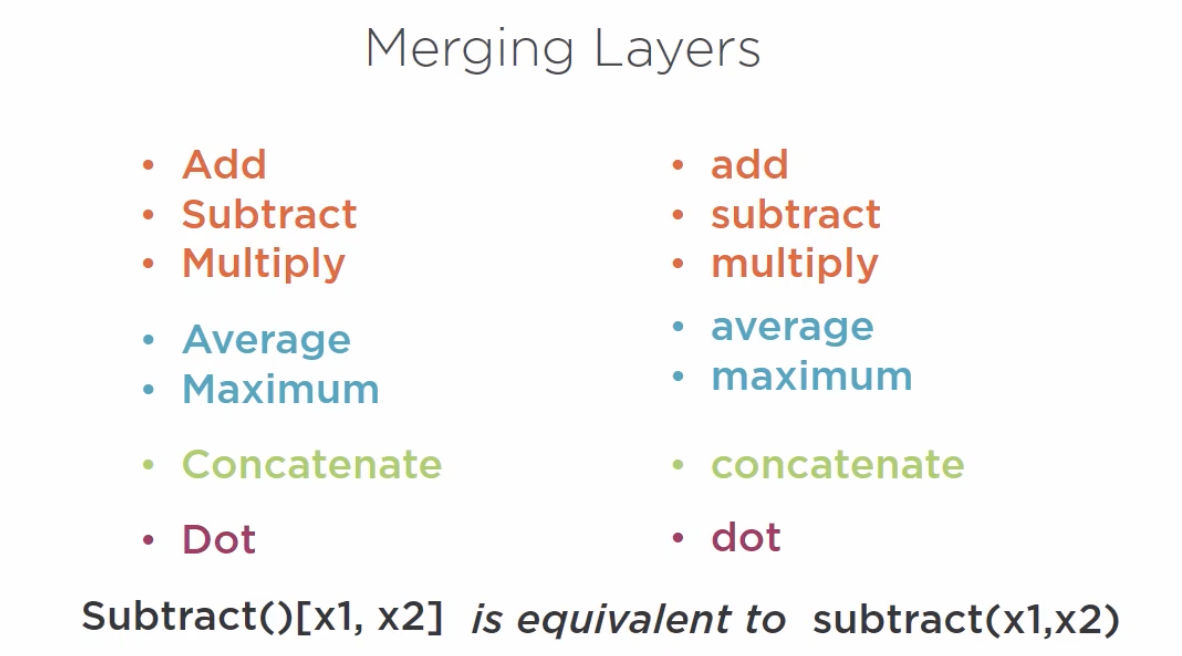 Merging Layers
• Add
• Subtract
• Multiply
• Average
• Maximum
• Concatenate
• Dot
• add
• subtract
• multiply
• average
• maximum
• concatenate
• dot
Subtract()[x1, x2] is equivalent to subtract(x1,x2)